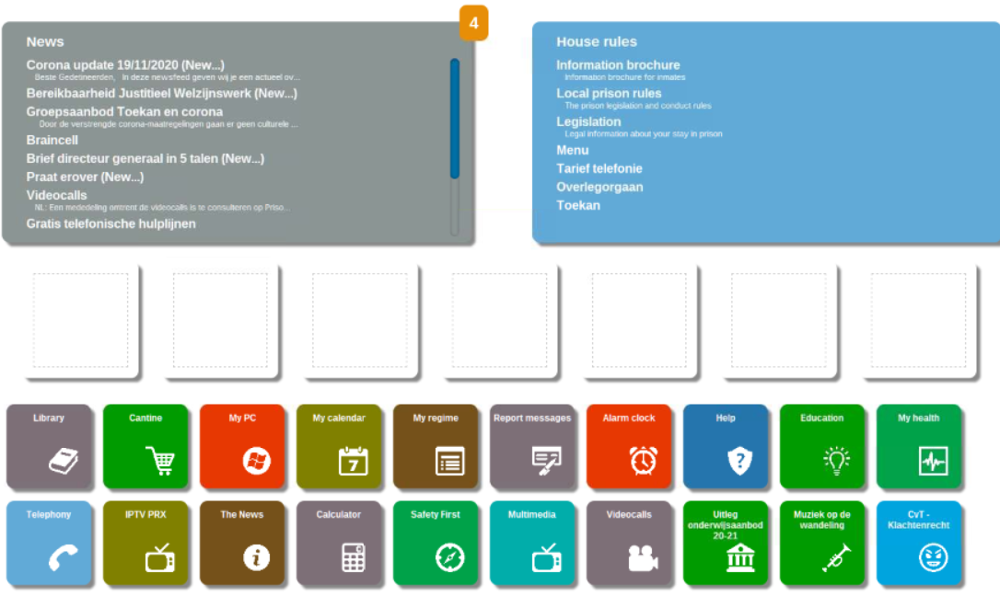 4
News
Corona update 19/11/2020 (New...)
Beste Gedetineerden, In deze newsfeed geven wij je een actueel ov...
Bereikbaarheid Justitieel Welzijnswerk (New...)
Groepsaanbod Toekan en corona
Door de verstrengde corona-maatregelingen gaan er geen culturele ...
Braincell
Brief directeur generaal in 5 talen (New...)
Praat erover (New...)
Videocalls
NL: Een mededeling omtrent de videocalls is te consulteren op Priso...
Gratis telefonische hulplijnen
House rules
Information brochure
Information brochure for inmates
Local prison rules
The prison legislation and conduct rules
Legislation
Legal information about your stay in prison
Menu
Tarief telefonie
Overlegorgaan
Toekan
Library
Cantine
My PC
My calendar
7
My regime
Report messages
Alarm clock
Help
?
Education
My health
Telephony
IPTV PRX
The News
i
Calculator
Safety First
Multimedia
Videocalls
Uitleg
onderwijsaanbod
20-21
Muziek op de
wandeling
CvT -
Klachtenrecht